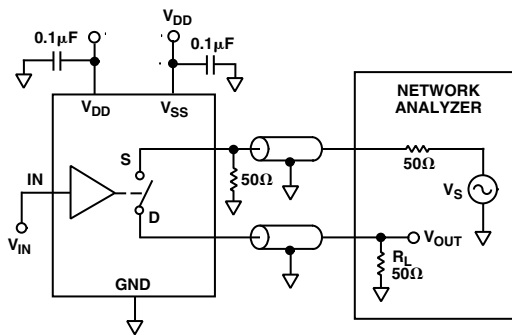 VDD
0.1µF
VDD
0.1µF
VDD
VSS
NETWORK
ANALYZER
S
50Ω
50Ω
VS
IN
D
VIN
VOUT
RL
50Ω
GND